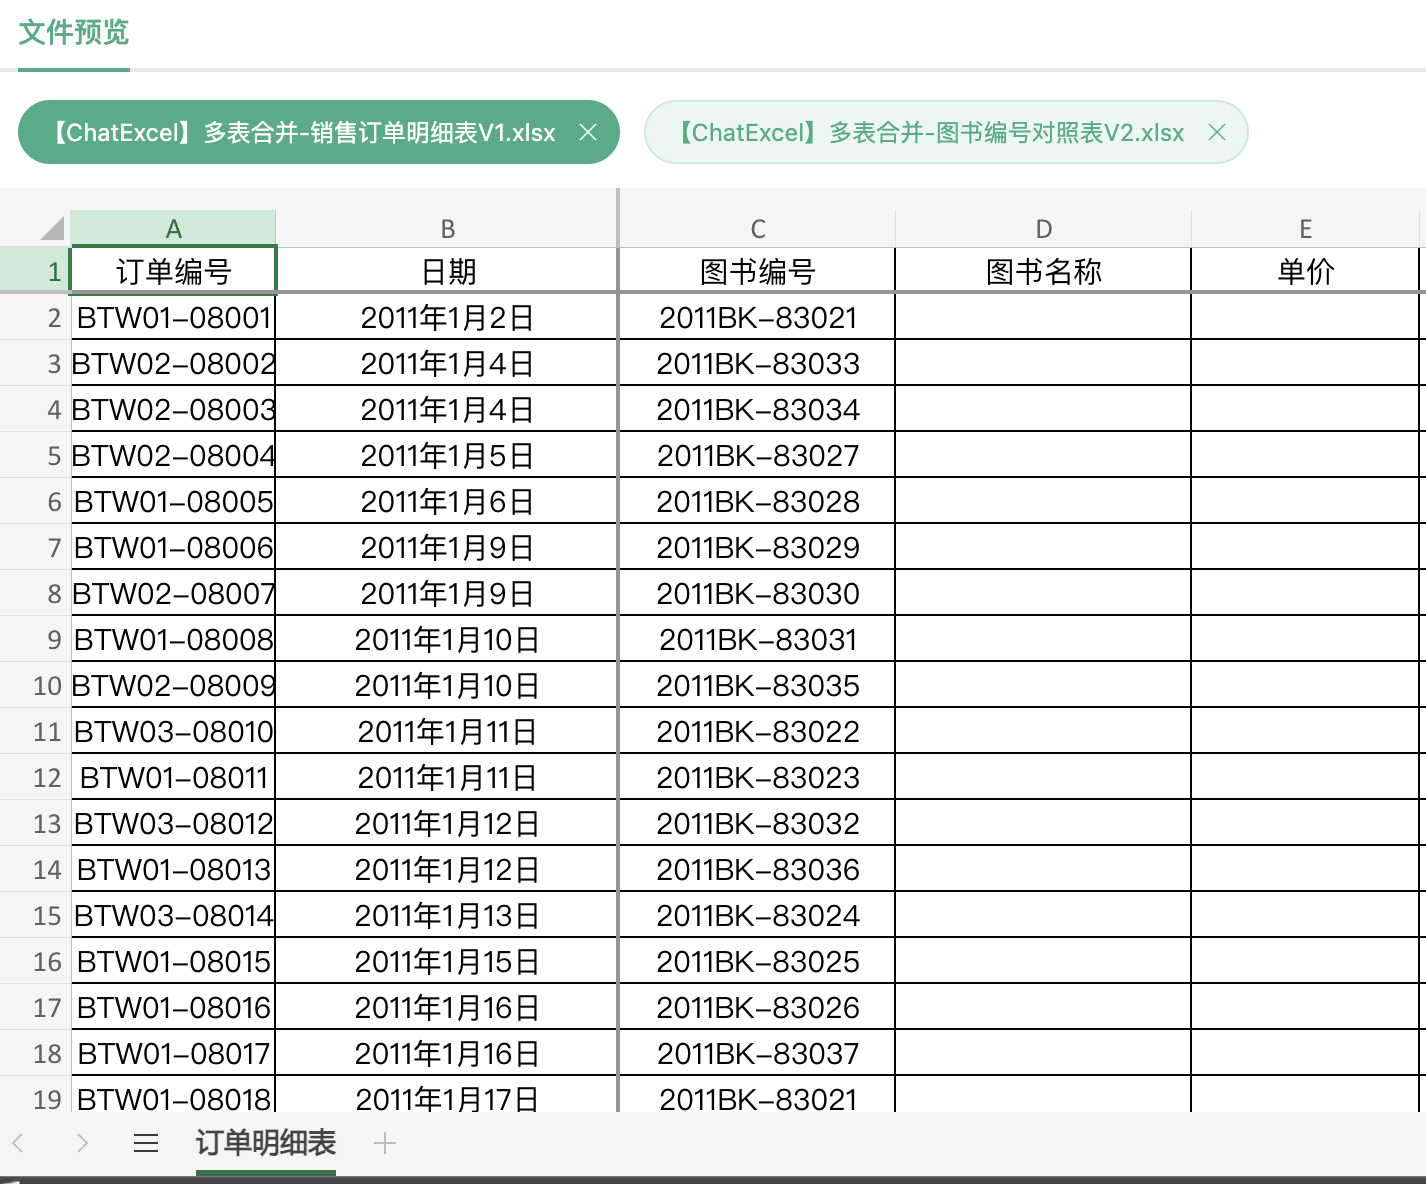 文件预览
【ChatExcel】多表合并-销售订单明细表V1.xlsx 【ChatExcel】多表合并-图书编号对照表V2.xlsx
A B C D E
1 订单编号 日期 图书编号 图书名称 单价
2 BTW01-08001 2011年1月2日 2011BK-83021
3 BTW02-08002 2011年1月4日 2011BK-83033
4 BTW02-08003 2011年1月4日 2011BK-83034
5 BTW02-08004 2011年1月5日 2011BK-83027
6 BTW01-08005 2011年1月6日 2011BK-83028
7 BTW01-08006 2011年1月9日 2011BK-83029
8 BTW02-08007 2011年1月9日 2011BK-83030
9 BTW01-08008 2011年1月10日 2011BK-83031
10 BTW02-08009 2011年1月10日 2011BK-83035
11 BTW03-08010 2011年1月11日 2011BK-83022
12 BTW01-08011 2011年1月11日 2011BK-83023
13 BTW03-08012 2011年1月12日 2011BK-83032
14 BTW01-08013 2011年1月12日 2011BK-83036
15 BTW03-08014 2011年1月13日 2011BK-83024
16 BTW01-08015 2011年1月15日 2011BK-83025
17 BTW01-08016 2011年1月16日 2011BK-83026
18 BTW01-08017 2011年1月16日 2011BK-83037
19 BTW01-08018 2011年1月17日 2011BK-83021
订单明细表